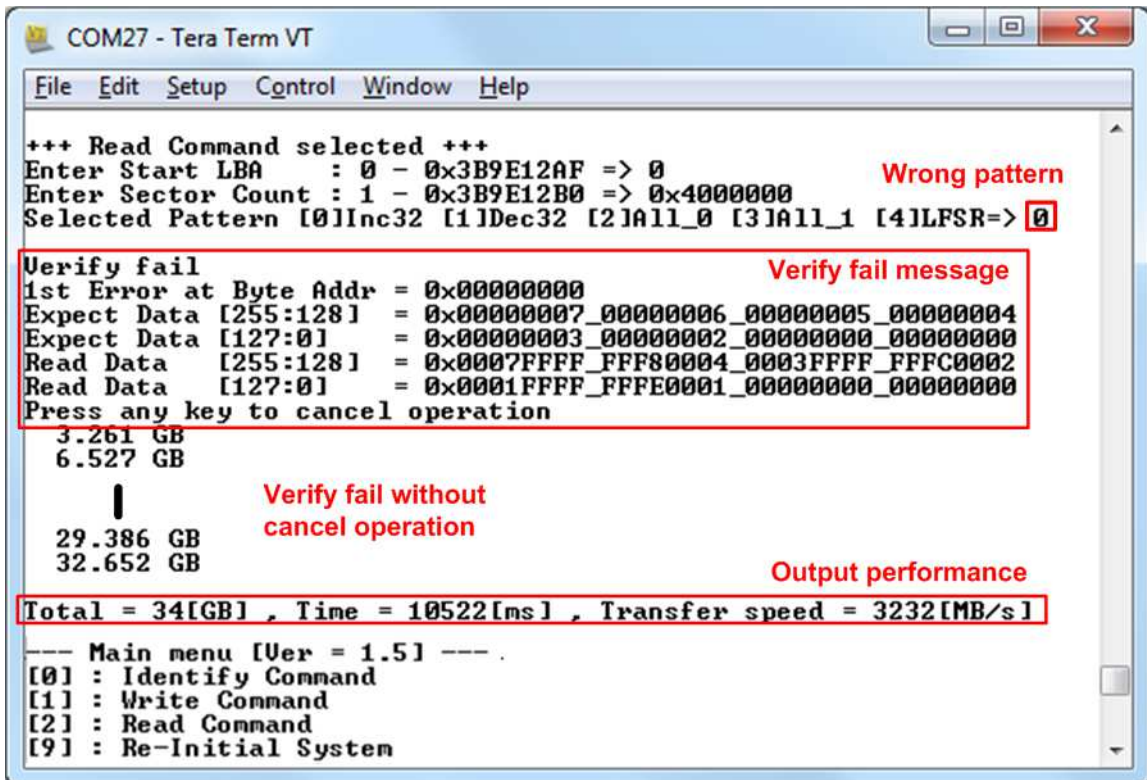 COM27 - Tera Term VT
File Edit Setup Control Window Help
+++ Read Command selected +++
Enter Start LBA : 0 - 0x3B9E12AF => 0
Wrong pattern
Enter Sector Count : 1 - 0x3B9E12B0 => 0x4000000
Selected Pattern [0]Inc32 [1]Dec32 [2]All_0 [3]All_1 [4]LFSR=> 0
Verify fail
Verify fail message
1st Error at Byte Addr = 0x00000000
Expect Data [255:128] = 0x00000007_00000006_00000005_00000004
Expect Data [127:0] = 0x00000003_00000002_00000000_00000000
Read Data [255:128] = 0x0007FFFF_FFF80004_0003FFFF_FFFC0002
Read Data [127:0] = 0x0001FFFF_FFFE0001_00000000_00000000
Press any key to cancel operation
3.261 GB
6.527 GB
Verify fail without
cancel operation
29.386 GB
32.652 GB
Output performance
Total = 34[GB] , Time = 10522[ms] , Transfer speed = 3232[MB/s]
--- Main menu [Ver = 1.5] ---
[0] : Identify Command
[1] : Write Command
[2] : Read Command
[9] : Re-Initial System